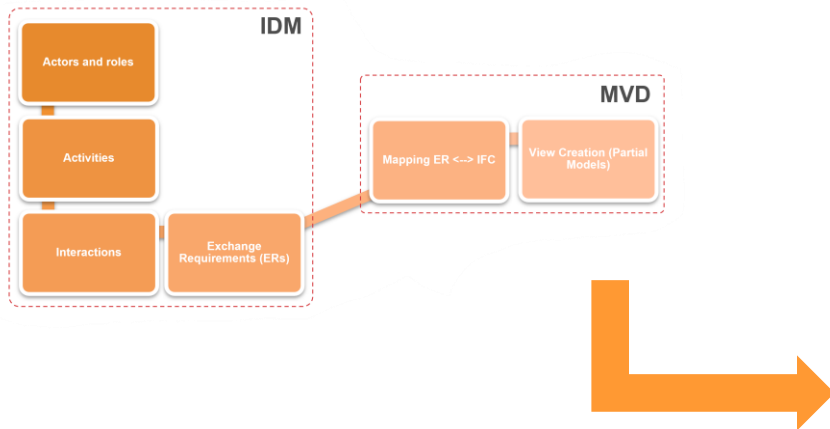 IDM
Actors and roles
Activities
Interactions
Exchange
Requirements (ERs)
MVD
Mapping ER <--> IFC
View Creation (Partial
Models)